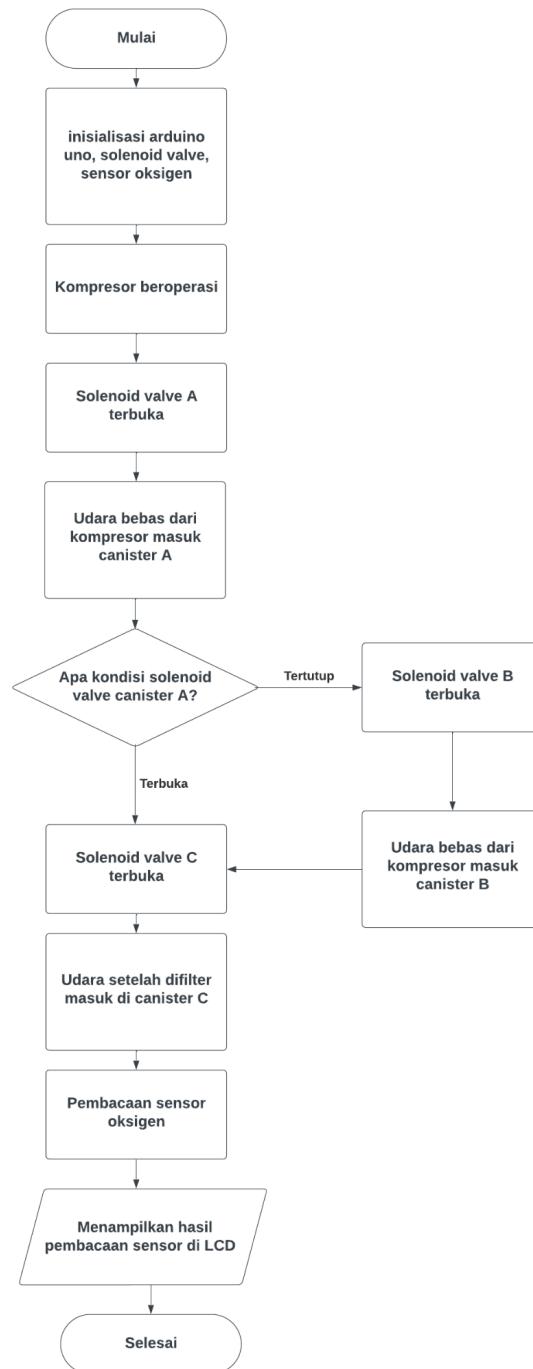 Mulai
inisialisasi arduino
uno, solenoid valve,
sensor oksigen
Kompresor beroperasi
Solenoid valve A
terbuka
Udara bebas dari
kompresor masuk
canister A
Apa kondisi solenoid
valve canister A?
Tertutup
Solenoid valve B
terbuka
Terbuka
Udara bebas dari
kompresor masuk
canister B
Solenoid valve C
terbuka
Udara setelah difilter
masuk di canister C
Pembacaan sensor
oksigen
Menampilkan hasil
pembacaan sensor di LCD
Selesai